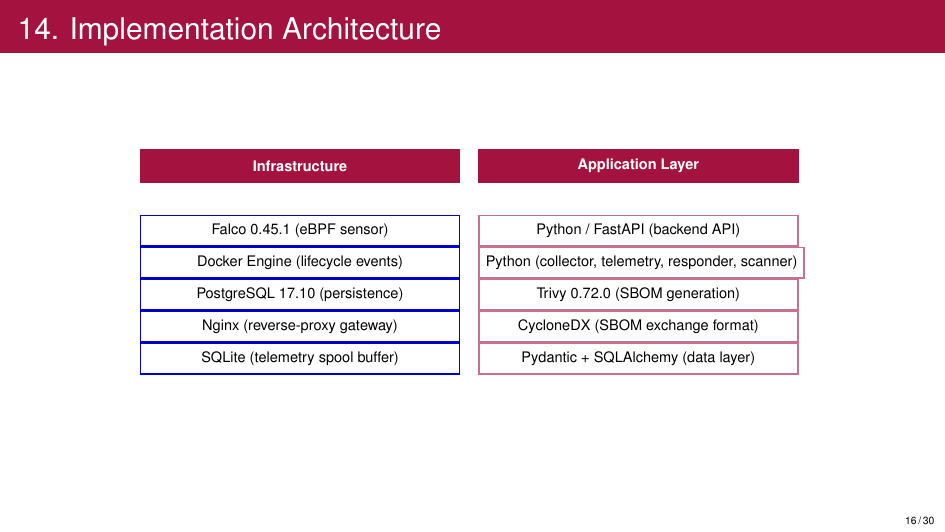 14. Implementation Architecture
Infrastructure
Falco 0.45.1 (eBPF sensor)
Docker Engine (lifecycle events)
PostgreSQL 17.10 (persistence)
Nginx (reverse-proxy gateway)
SQLite (telemetry spool buffer)
Application Layer
Python / FastAPI (backend API)
Python (collector, telemetry, responder, scanner)
Trivy 0.72.0 (SBOM generation)
CycloneDX (SBOM exchange format)
Pydantic + SQLAlchemy (data layer)
16 / 30